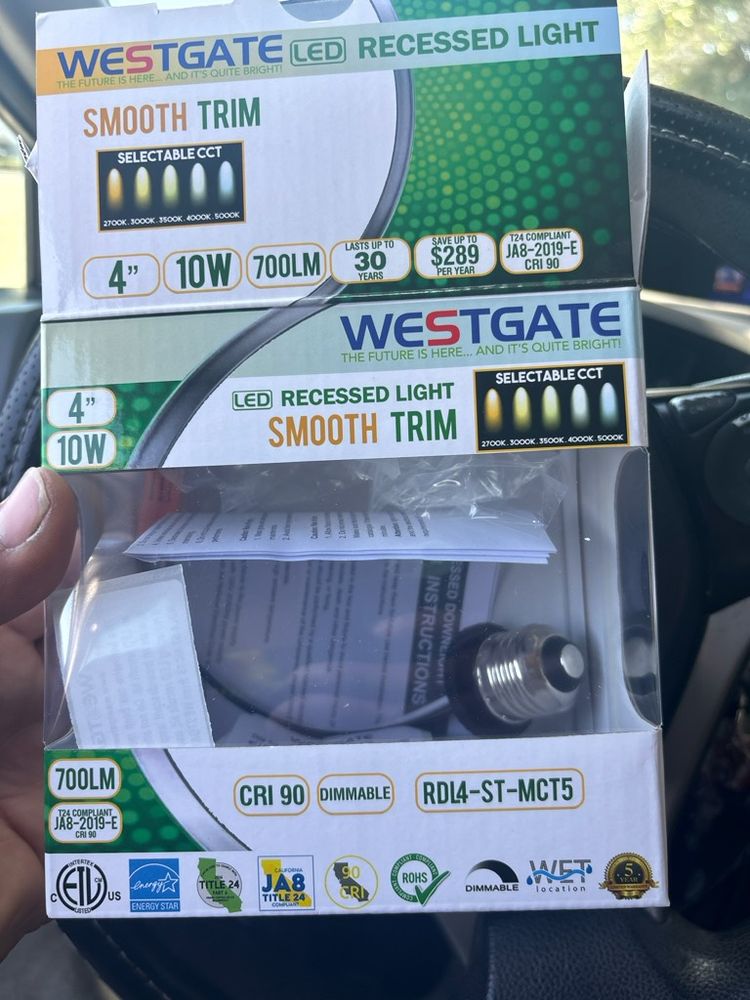 WESTGATE LED RECESSED LIGHT
THE FUTURE IS HERE... AND IT'S QUITE BRIGHT!
SMOOTH TRIM
SELECTABLE CCT
2700K . 3000K . 3500K . 4000K . 5000K
4” 10W 700LM LASTS UP TO 30 YEARS SAVE UP TO $289 PER YEAR T24 COMPLIANT JA8-2019-E CRI 90
WESTGATE
THE FUTURE IS HERE... AND IT'S QUITE BRIGHT!
4”
10W
LED RECESSED LIGHT
SMOOTH TRIM
SELECTABLE CCT
2700K . 3000K . 3500K . 4000K . 5000K
INSTRUCTIONS
700LM
T24 COMPLIANT
JA8-2019-E
CRI 90
CRI 90 DIMMABLE RDL4-ST-MCT5
INTERTEK
C ETL US
LISTED
energy
ENERGY STAR
TITLE 24
CALIFORNIA
JA8
TITLE 24
COMPLIANT
90
CRI
ROHS
DIMMABLE
WET
location
5
YEAR